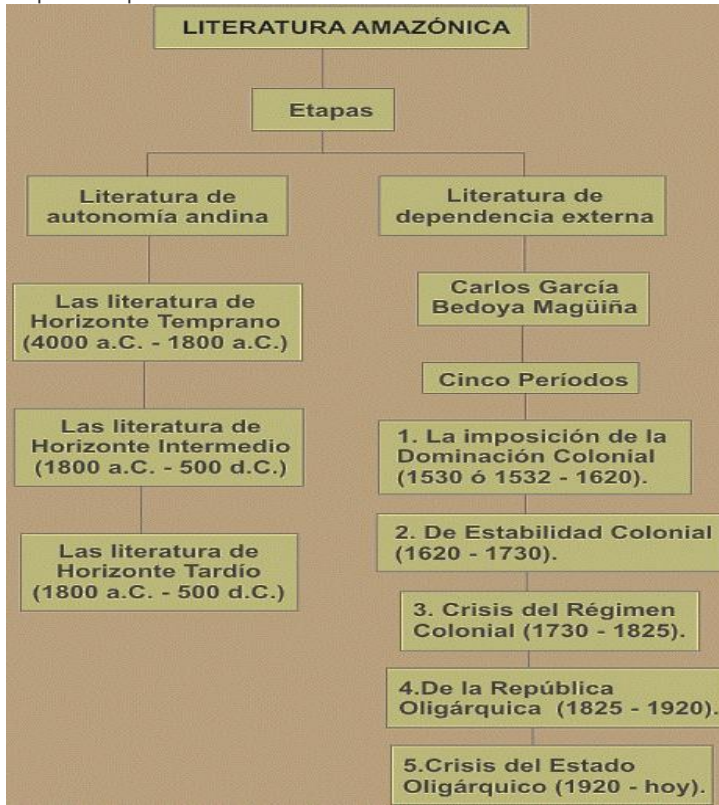 LITERATURA AMAZÓNICA
Etapas
Literatura de
autonomía andina
Las literatura de
Horizonte Temprano
(4000 a.C. - 1800 a.C.)
Las literatura de
Horizonte Intermedio
(1800 a.C. - 500 d.C.)
Las literatura de
Horizonte Tardío
(1800 a.C. - 500 d.C.)
Literatura de
dependencia externa
Carlos García
Bedoya Magüiña
Cinco Períodos
1. La imposición de la
Dominación Colonial
(1530 ó 1532 - 1620).
2. De Estabilidad Colonial
(1620 - 1730).
3. Crisis del Régimen
Colonial (1730 - 1825).
4.De la República
Oligárquica (1825 - 1920).
5.Crisis del Estado
Oligárquico (1920 - hoy).